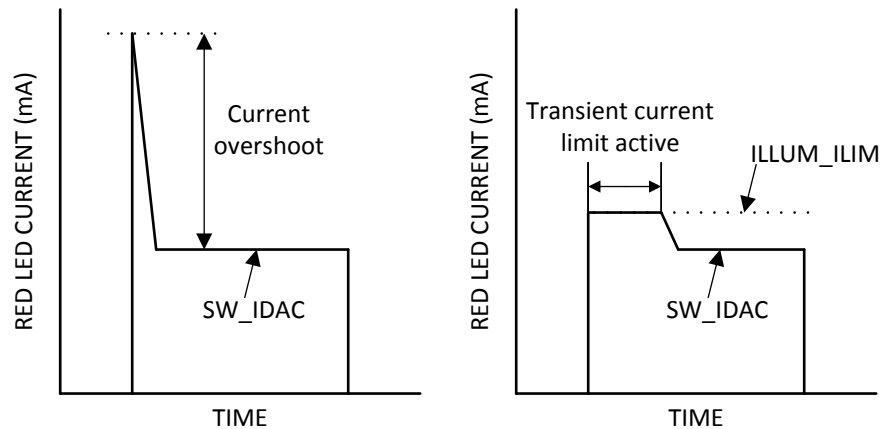 RED LED CURRENT (mA)
Current
overshoot
SW_IDAC
TIME
RED LED CURRENT (mA)
Transient current
limit active
ILLUM_ILIM
SW_IDAC
TIME